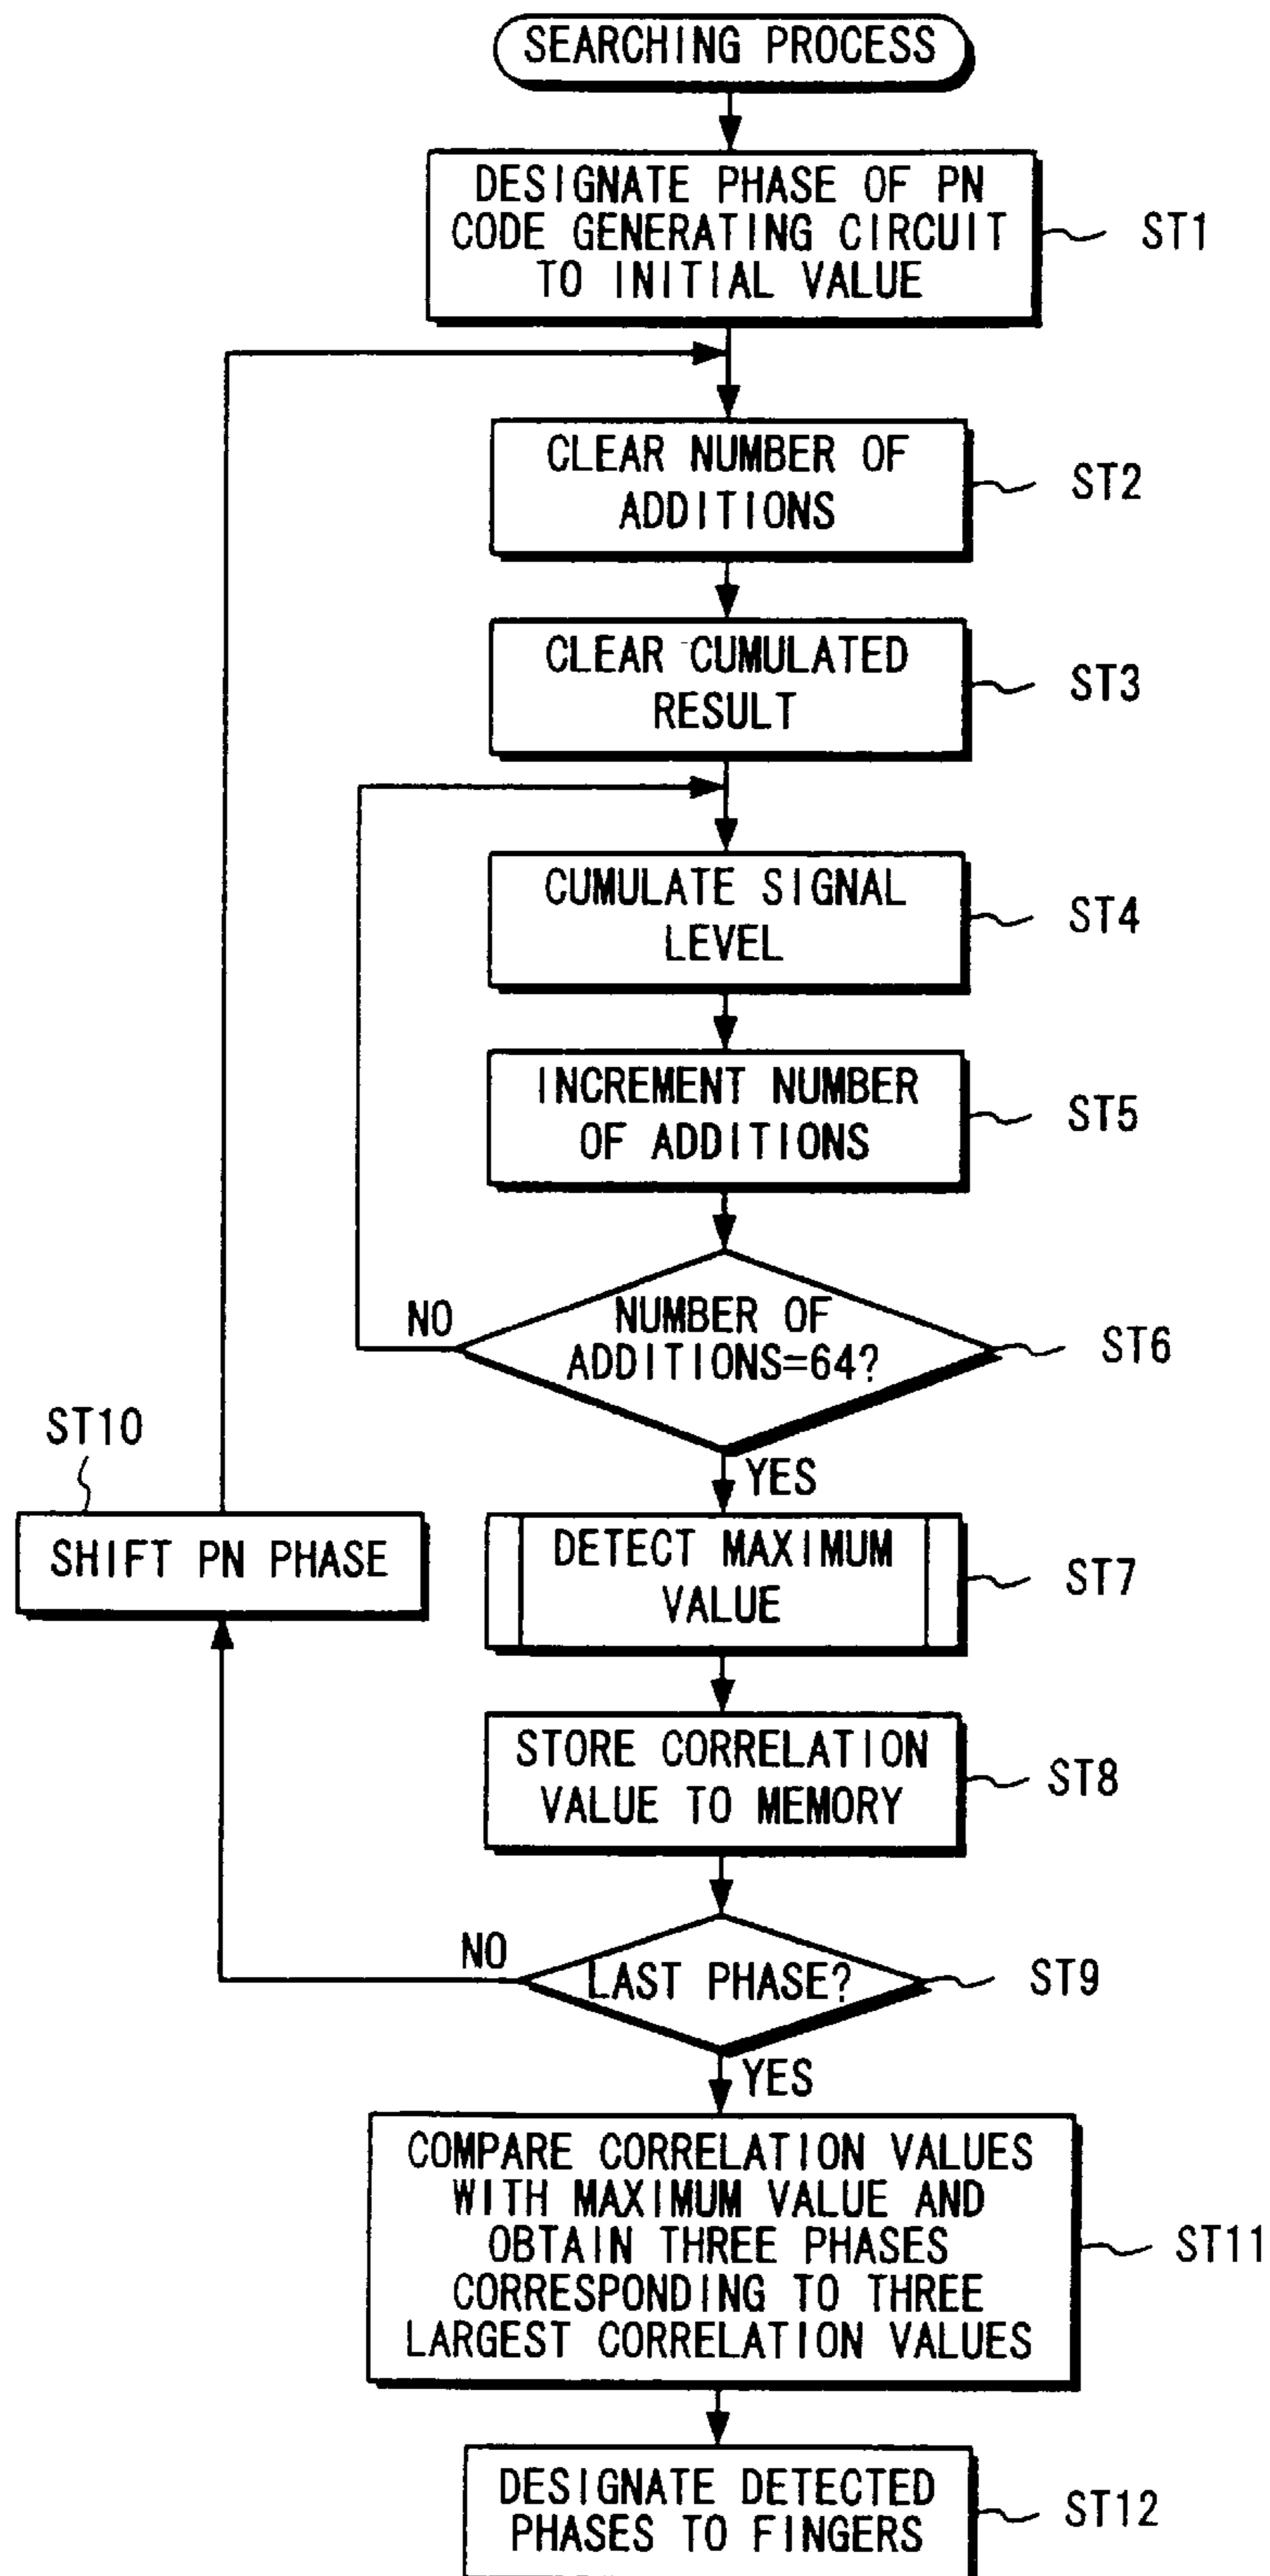 SEARCHING PROCESS
DESIGNATE PHASE OF PN
CODE GENERATING CIRCUIT
TO INITIAL VALUE
ST1
CLEAR NUMBER OF
ADDITIONS
ST2
CLEAR CUMULATED
RESULT
ST3
CUMULATE SIGNAL
LEVEL
ST4
INCREMENT NUMBER
OF ADDITIONS
ST5
NO
NUMBER OF
ADDITIONS=64?
ST6
YES
ST10
SHIFT PN PHASE
DETECT MAXIMUM
VALUE
ST7
STORE CORRELATION
VALUE TO MEMORY
ST8
NO
LAST PHASE?
ST9
YES
COMPARE CORRELATION VALUES
WITH MAXIMUM VALUE AND
OBTAIN THREE PHASES
CORRESPONDING TO THREE
LARGEST CORRELATION VALUES
ST11
DESIGNATE DETECTED
PHASES TO FINGERS
ST12